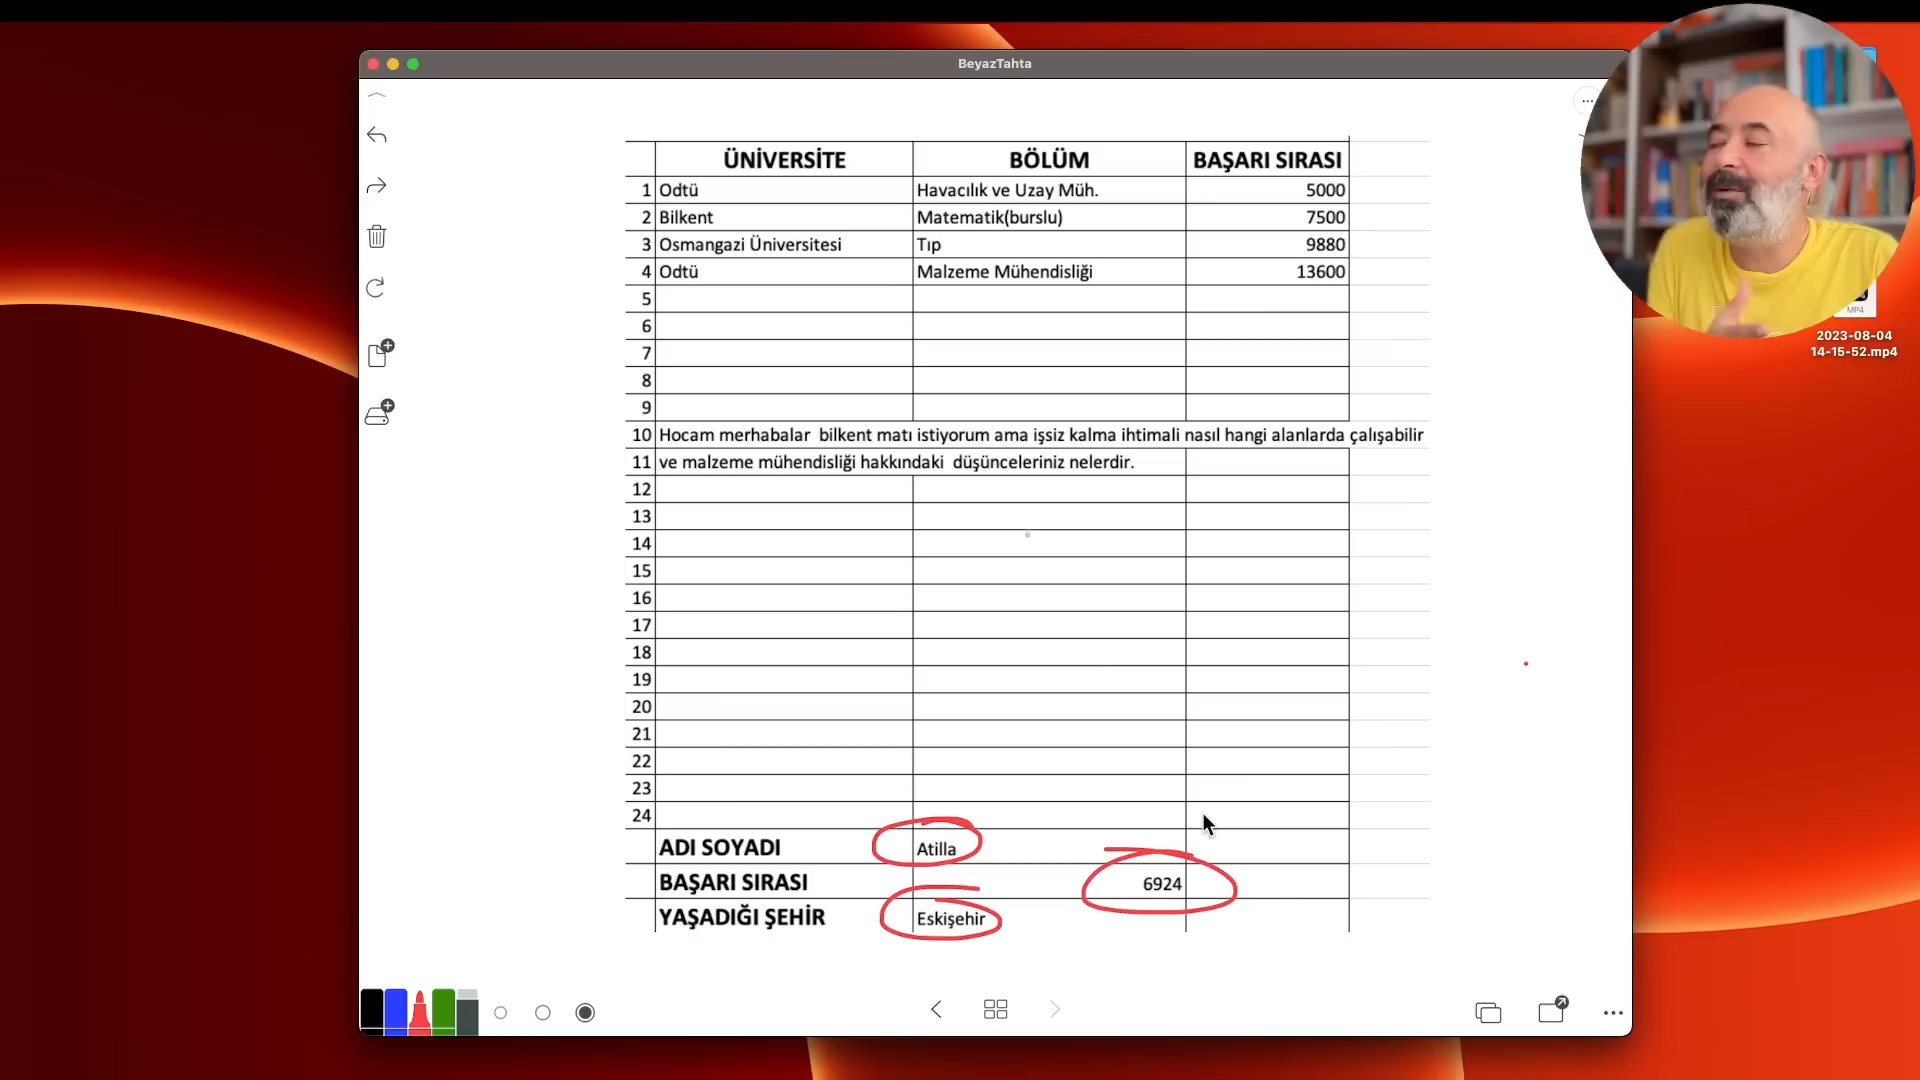 BeyazTahta
ÜNİVERSİTE BÖLÜM BAŞARI SIRASI
1 Odtü Havacılık ve Uzay Müh. 5000
2 Bilkent Matematik(burslu) 7500
3 Osmangazi Üniversitesi Tıp 9880
4 Odtü Malzeme Mühendisliği 13600
5
6
7
8
9
10 Hocam merhabalar bilkent matı istiyorum ama işsiz kalma ihtimali nasıl hangi alanlarda çalışabilir
11 ve malzeme mühendisliği hakkındaki düşünceleriniz nelerdir.
12
13
14
15
16
17
18
19
20
21
22
23
24
ADI SOYADI Atilla
BAŞARI SIRASI 6924
YAŞADIĞI ŞEHİR Eskişehir
MP4
2023-08-04
14-15-52.mp4